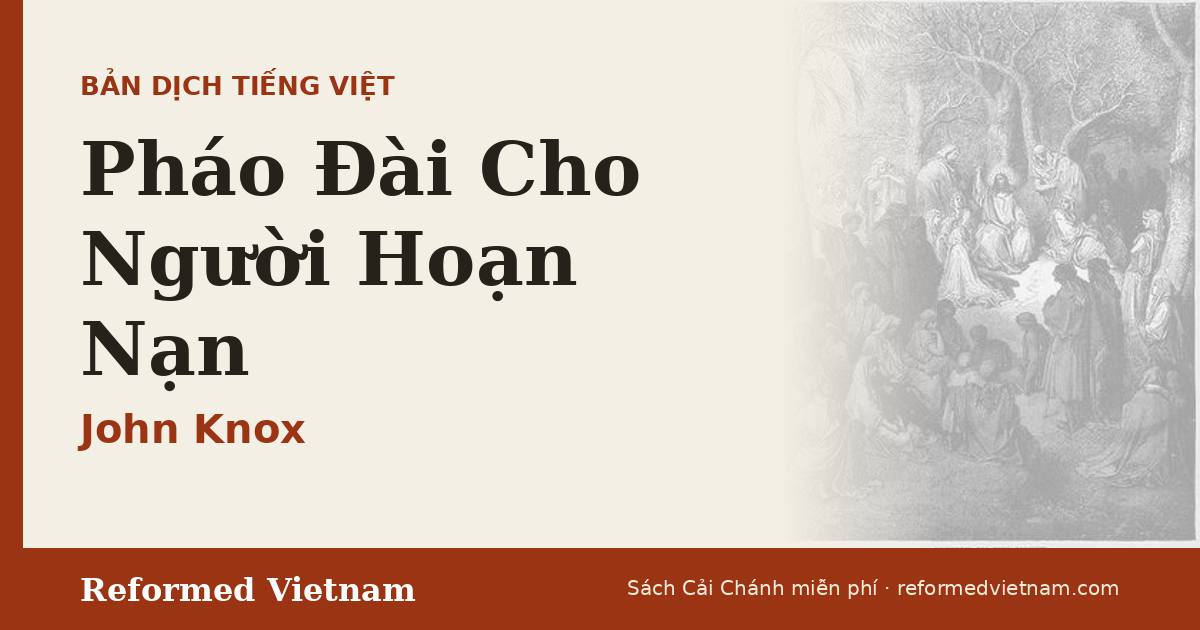 BẢN DỊCH TIẾNG VIỆT
Pháo Đài Cho
Người Hoạn
Nạn
John Knox
Reformed Vietnam
Sách Cải Chánh miễn phí · reformedvietnam.com